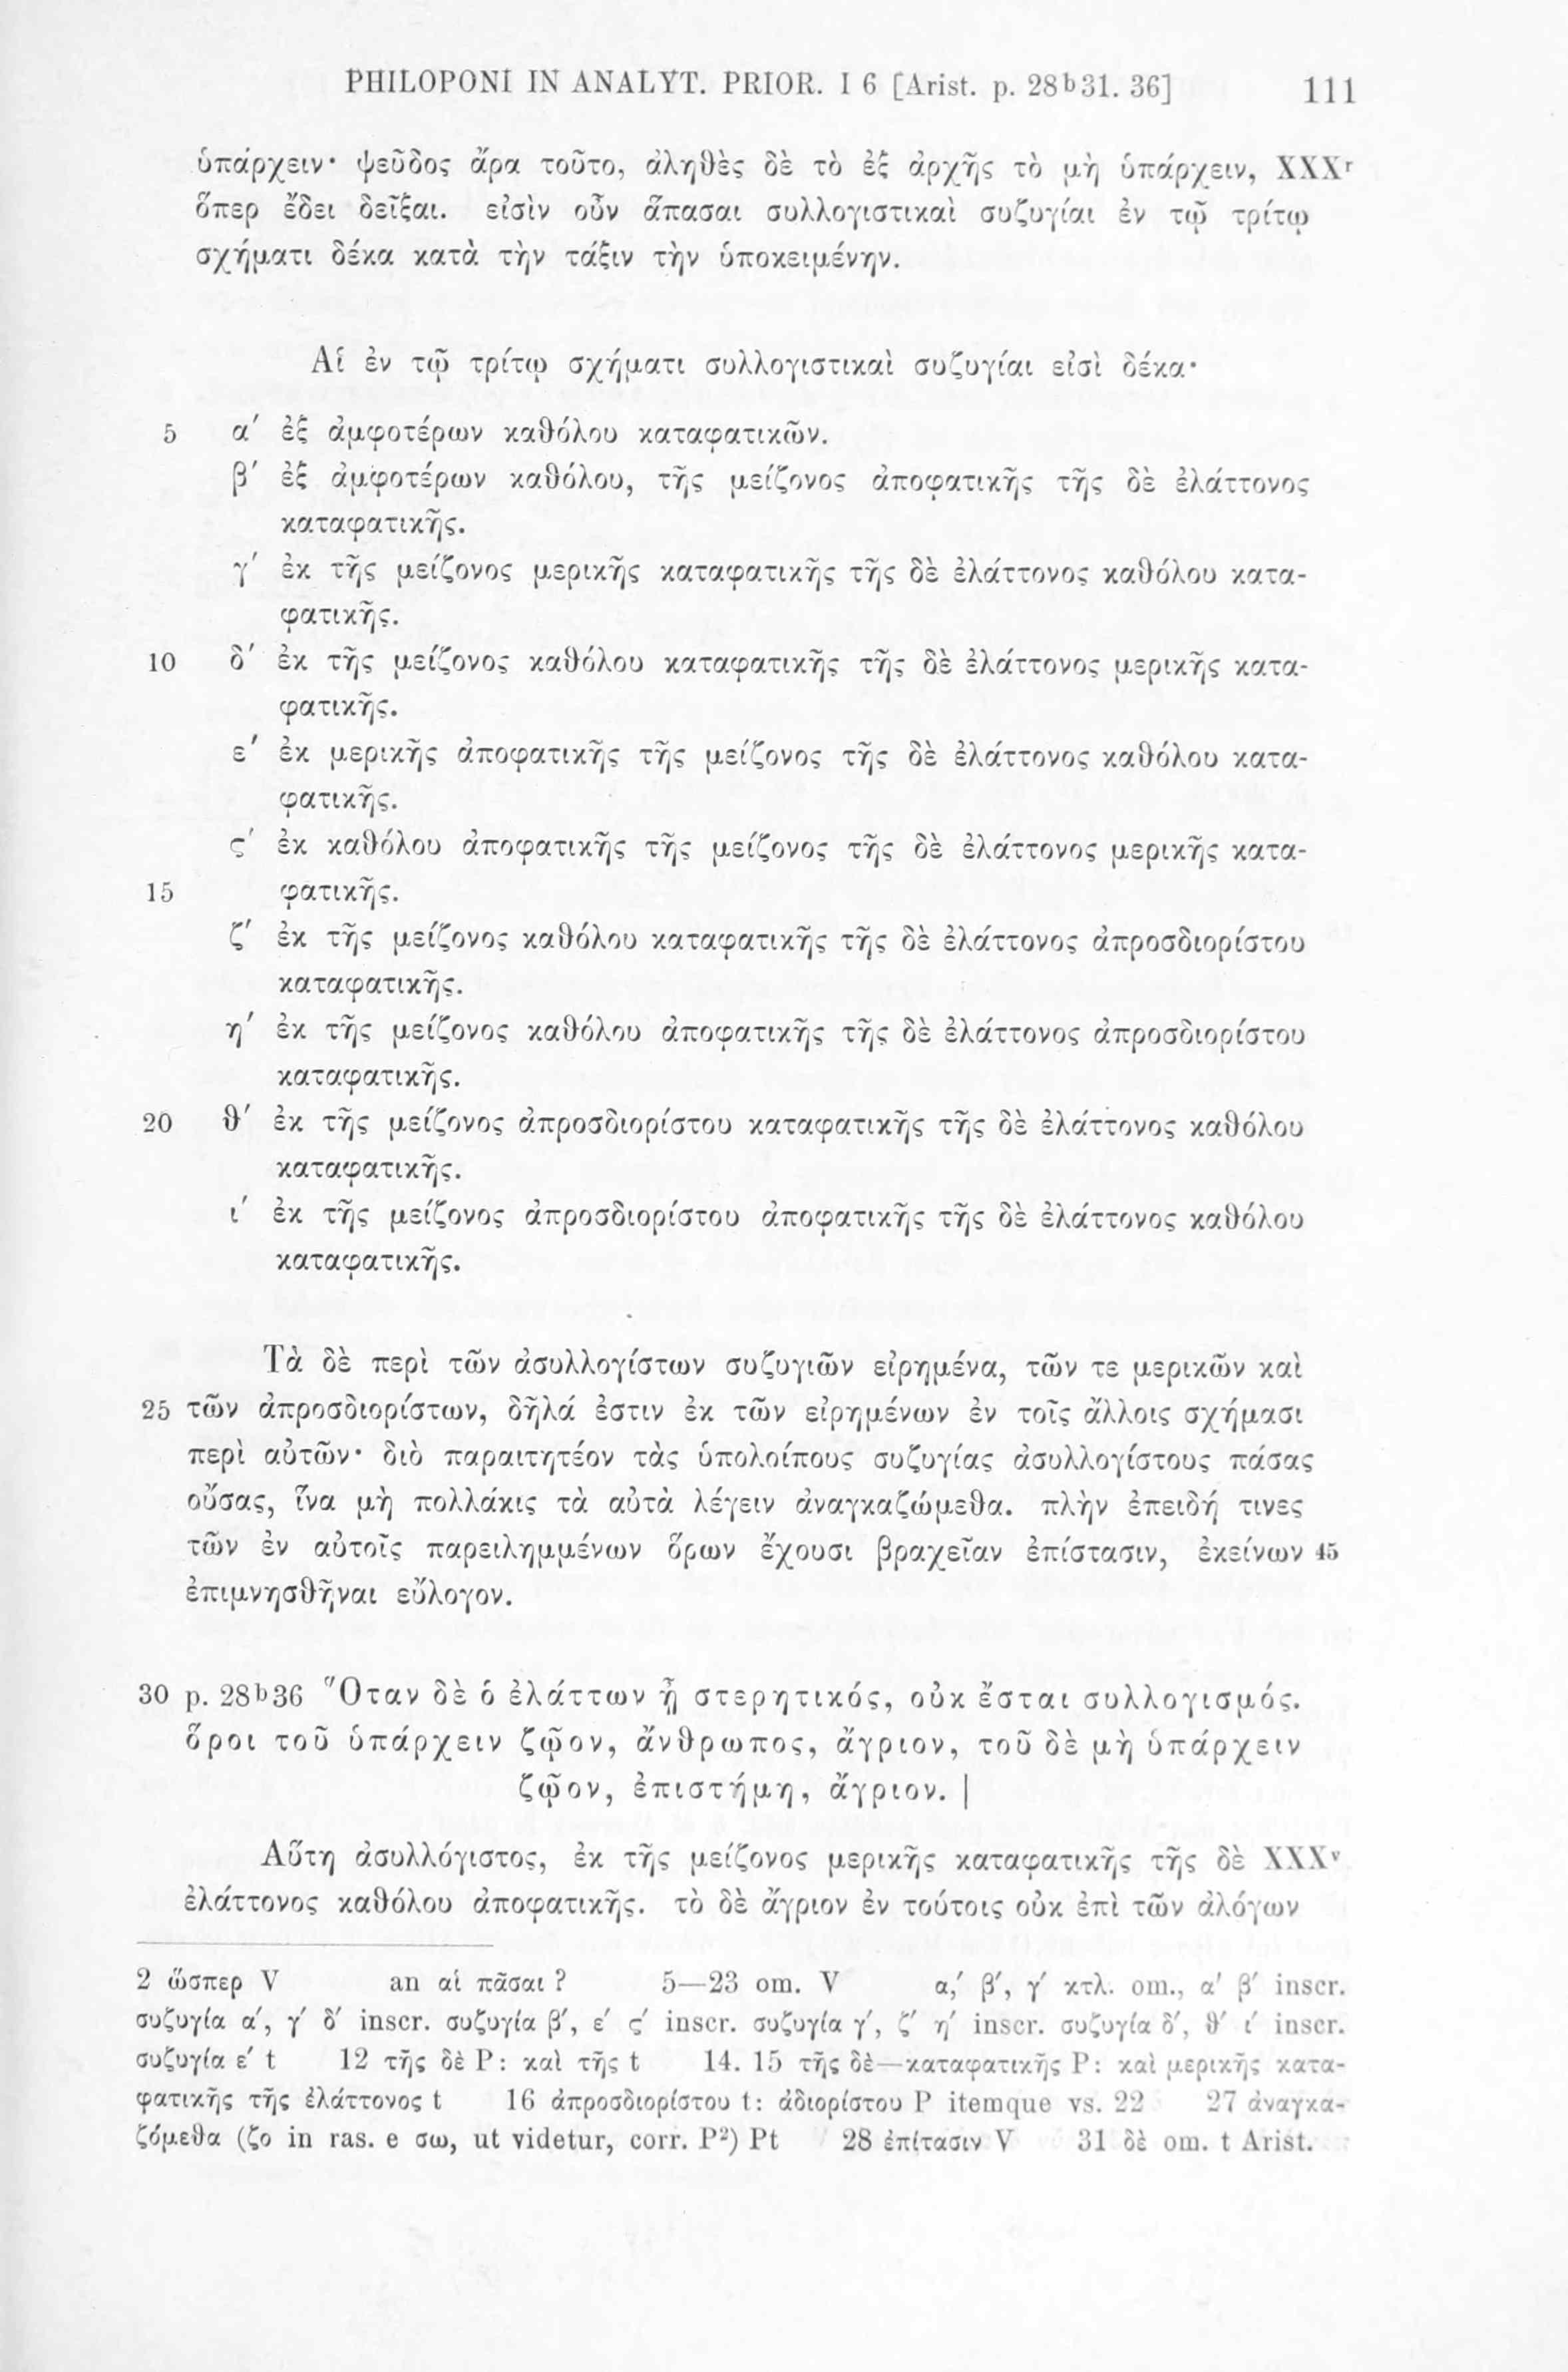 PHILOPONI IN ANALYT. PRIOR. I 6 [Arist. p. 28b31. 36] 111
ὑπάρχειν· ψεῦδος ἄρα τοῦτο, ἀληθὲς δὲ τὸ ἐξ ἀρχῆς τὸ μὴ ὑπάρχειν, XXXr
ὅπερ ἔδει δεῖξαι. εἰσὶν οὖν ἅπασαι συλλογιστικαὶ συζυγίαι ἐν τῷ τρίτῳ
σχήματι δέκα κατὰ τὴν τάξιν τὴν ὑποκειμένην.
Αἱ ἐν τῷ τρίτῳ σχήματι συλλογιστικαὶ συζυγίαι εἰσὶ δέκα·
5 α′ ἐξ ἀμφοτέρων καθόλου καταφατικῶν.
β′ ἐξ ἀμφοτέρων καθόλου, τῆς μείζονος ἀποφατικῆς τῆς δὲ ἐλάττονος
καταφατικῆς.
γ′ ἐκ τῆς μείζονος μερικῆς καταφατικῆς τῆς δὲ ἐλάττονος καθόλου κατα-
φατικῆς.
10 δ′ ἐκ τῆς μείζονος καθόλου καταφατικῆς τῆς δὲ ἐλάττονος μερικῆς κατα-
φατικῆς.
ε′ ἐκ μερικῆς ἀποφατικῆς τῆς μείζονος τῆς δὲ ἐλάττονος καθόλου κατα-
φατικῆς.
ς′ ἐκ καθόλου ἀποφατικῆς τῆς μείζονος τῆς δὲ ἐλάττονος μερικῆς κατα-
15 φατικῆς.
ζ′ ἐκ τῆς μείζονος καθόλου καταφατικῆς τῆς δὲ ἐλάττονος ἀπροσδιορίστου
καταφατικῆς.
η′ ἐκ τῆς μείζονος καθόλου ἀποφατικῆς τῆς δὲ ἐλάττονος ἀπροσδιορίστου
καταφατικῆς.
20 θ′ ἐκ τῆς μείζονος ἀπροσδιορίστου καταφατικῆς τῆς δὲ ἐλάττονος καθόλου
καταφατικῆς.
ι′ ἐκ τῆς μείζονος ἀπροσδιορίστου ἀποφατικῆς τῆς δὲ ἐλάττονος καθόλου
καταφατικῆς.
Τὰ δὲ περὶ τῶν ἀσυλλογίστων συζυγιῶν εἰρημένα, τῶν τε μερικῶν καὶ
25 τῶν ἀπροσδιορίστων, δῆλά ἐστιν ἐκ τῶν εἰρημένων ἐν τοῖς ἄλλοις σχήμασι
περὶ αὐτῶν· διὸ παραιτητέον τὰς ὑπολοίπους συζυγίας ἀσυλλογίστους πάσας
οὔσας, ἵνα μὴ πολλάκις τὰ αὐτὰ λέγειν ἀναγκαζώμεθα. πλὴν ἐπειδή τινες
τῶν ἐν αὐτοῖς παρειλημμένων ὅρων ἔχουσι βραχεῖαν ἐπίστασιν, ἐκείνων 45
ἐπιμνησθῆναι εὔλογον.
30 p. 28b36 Ὅταν δὲ ὁ ἐλάττων ᾖ στερητικός, οὐκ ἔσται συλλογισμός.
ὅροι τοῦ ὑπάρχειν ζῷον, ἄνθρωπος, ἄγριον, τοῦ δὲ μὴ ὑπάρχειν
ζῷον, ἐπιστήμη, ἄγριον. |
Αὕτη ἀσυλλόγιστος, ἐκ τῆς μείζονος μερικῆς καταφατικῆς τῆς δὲ XXXv
ἐλάττονος καθόλου ἀποφατικῆς. τὸ δὲ ἄγριον ἐν τούτοις οὐκ ἐπὶ τῶν ἀλόγων
2 ὥσπερ V an αἱ πᾶσαι? 5—23 om. V α,′ β′, γ′ κτλ. om., α′ β′ inscr.
συζυγία α′, γ′ δ′ inscr. συζυγία β′, ε′ ς′ inscr. συζυγία γ′, ζ′ η′ inscr. συζυγία δ′, θ′ ι′ inscr.
συζυγία ε′ t 12 τῆς δὲ P: καὶ τῆς t 14. 15 τῆς δὲ—καταφατικῆς P: καὶ μερικῆς κατα-
φατικῆς τῆς ἐλάττονος t 16 ἀπροσδιορίστου t: ἀδιορίστου P itemque vs. 22 27 ἀναγκα-
ζόμεθα (ζο in ras. e σω, ut videtur, corr. P²) Pt 28 ἐπίτασιν V 31 δὲ om. t Arist.